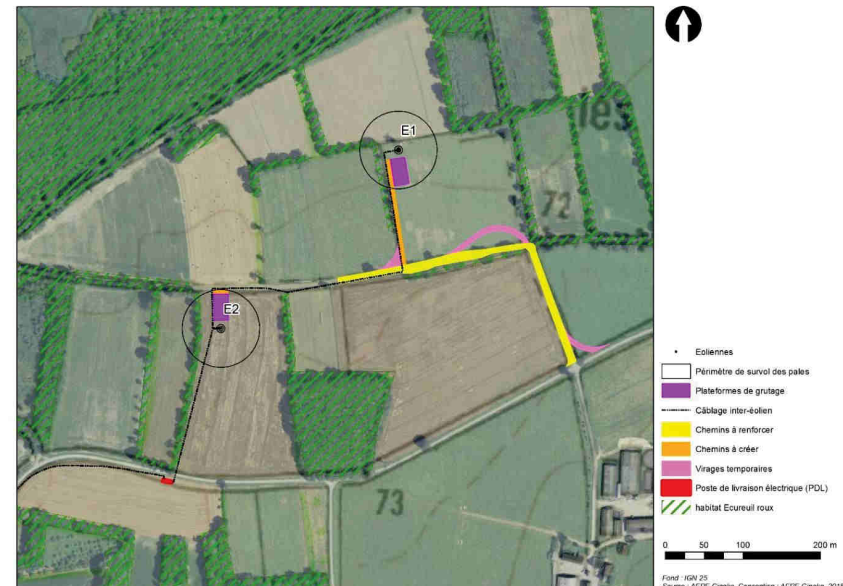 E1
les
72
E2
73
Eoliennes
Périmètre de survol des pales
Plateformes de grutage
Câblage inter-éolien
Chemins à renforcer
Chemins à créer
Virages temporaires
Poste de livraison électrique (PDL)
habitat Ecureuil roux
0 50 100 200 m
Fond : IGN 25